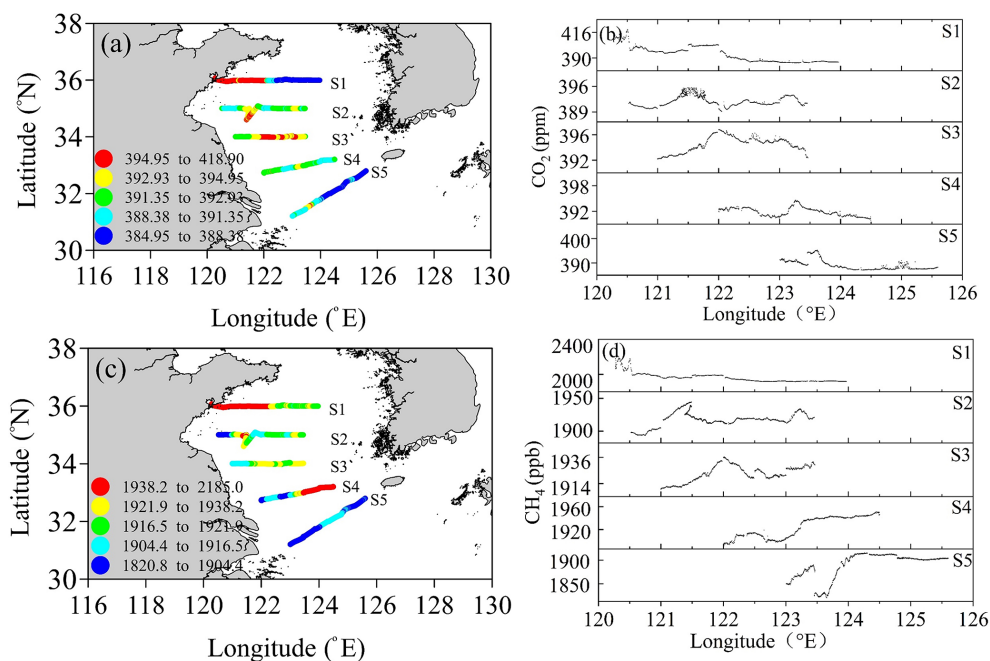 (a)
Latitude (°N)
38
36
34
32
30
S1
S2
S3
S4
S5
394.95 to 418.90
392.93 to 394.95
391.35 to 392.93
388.38 to 391.35
384.95 to 388.38
116 118 120 122 124 126 128 130
Longitude (°E)
(b)
CO2 (ppm)
416
390
S1
396
389
S2
396
392
S3
398
392
S4
400
390
S5
120 121 122 123 124 125 126
Longitude (°E)
(c)
Latitude (°N)
38
36
34
32
30
S1
S2
S3
S4
S5
1938.2 to 2185.0
1921.9 to 1938.2
1916.5 to 1921.9
1904.4 to 1916.5
1820.8 to 1904.4
116 118 120 122 124 126 128 130
Longitude (°E)
(d)
CH4 (ppb)
2400
2000
S1
1950
1900
S2
1936
1914
S3
1960
1920
S4
1900
1850
S5
120 121 122 123 124 125 126
Longitude (°E)